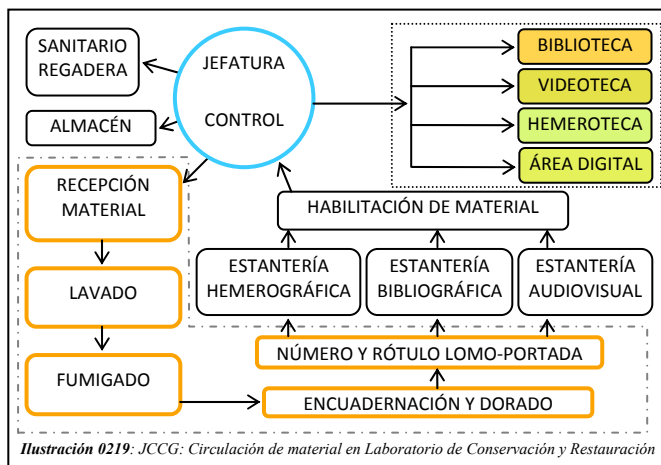 SANITARIO
REGADERA
JEFATURA
CONTROL
ALMACÉN
BIBLIOTECA
VIDEOTECA
HEMEROTECA
ÁREA DIGITAL
RECEPCIÓN
MATERIAL
HABILITACIÓN DE MATERIAL
LAVADO
ESTANTERÍA
HEMEROGRÁFICA
ESTANTERÍA
BIBLIOGRÁFICA
ESTANTERÍA
AUDIOVISUAL
FUMIGADO
NÚMERO Y RÓTULO LOMO-PORTADA
ENCUADERNACIÓN Y DORADO
Ilustración 0219: JCCG: Circulación de material en Laboratorio de Conservación y Restauración